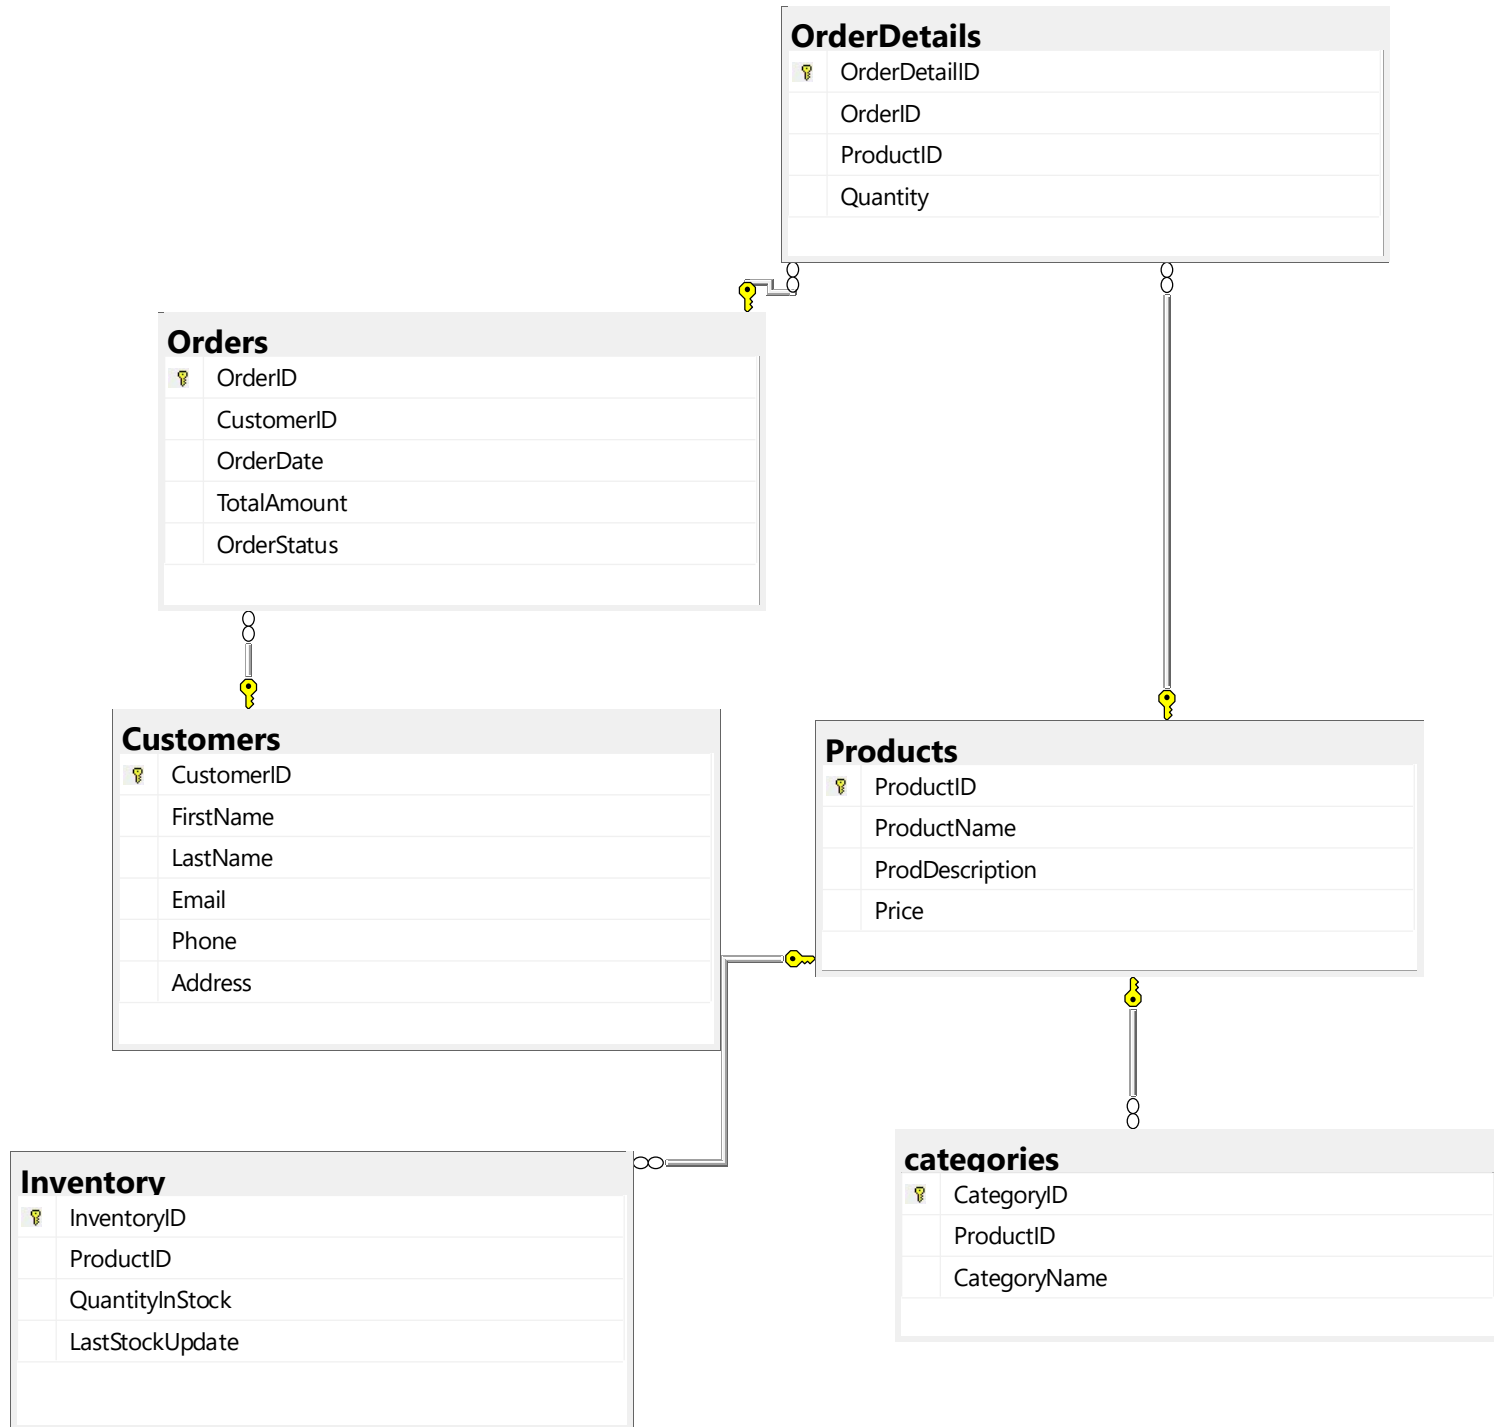 OrderDetails
OrderDetailID
OrderID
ProductID
Quantity
Orders
OrderID
CustomerID
OrderDate
TotalAmount
OrderStatus
Customers
CustomerID
FirstName
LastName
Email
Phone
Address
Products
ProductID
ProductName
ProdDescription
Price
Inventory
InventoryID
ProductID
QuantityInStock
LastStockUpdate
categories
CategoryID
ProductID
CategoryName